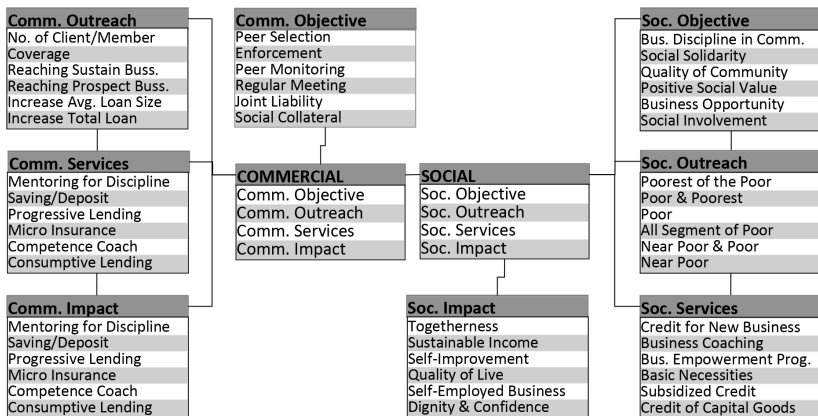 Comm. Outreach
No. of Client/Member
Coverage
Reaching Sustain Buss.
Reaching Prospect Buss.
Increase Avg. Loan Size
Increase Total Loan
Comm. Objective
Peer Selection
Enforcement
Peer Monitoring
Regular Meeting
Joint Liability
Social Collateral
Soc. Objective
Bus. Discipline in Comm.
Social Solidarity
Quality of Community
Positive Social Value
Business Opportunity
Social Involvement
Comm. Services
Mentoring for Discipline
Saving/Deposit
Progressive Lending
Micro Insurance
Competence Coach
Consumptive Lending
COMMERCIAL
Comm. Objective
Comm. Outreach
Comm. Services
Comm. Impact
SOCIAL
Soc. Objective
Soc. Outreach
Soc. Services
Soc. Impact
Soc. Outreach
Poorest of the Poor
Poor & Poorest
Poor
All Segment of Poor
Near Poor & Poor
Near Poor
Comm. Impact
Mentoring for Discipline
Saving/Deposit
Progressive Lending
Micro Insurance
Competence Coach
Consumptive Lending
Soc. Impact
Togetherness
Sustainable Income
Self-Improvement
Quality of Live
Self-Employed Business
Dignity & Confidence
Soc. Services
Credit for New Business
Business Coaching
Bus. Empowerment Prog.
Basic Necessities
Subsidized Credit
Credit of Capital Goods